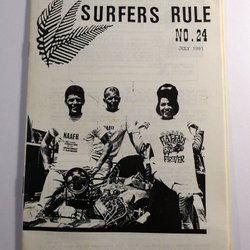 SURFERS RULE
NO.24
JULY 1991
NAAFH
FOREVER